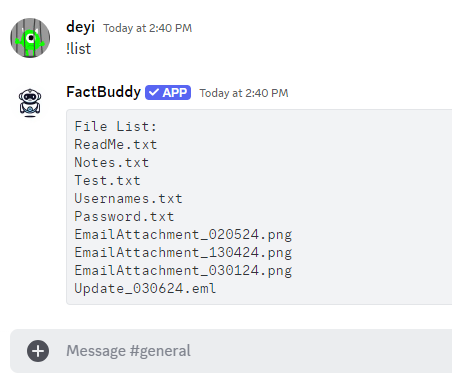 deyi Today at 2:40 PM
!list
FactBuddy APP Today at 2:40 PM
File List:
ReadMe.txt
Notes.txt
Test.txt
Usernames.txt
Password.txt
EmailAttachment_020524.png
EmailAttachment_130424.png
EmailAttachment_030124.png
Update_030624.eml
Message #general